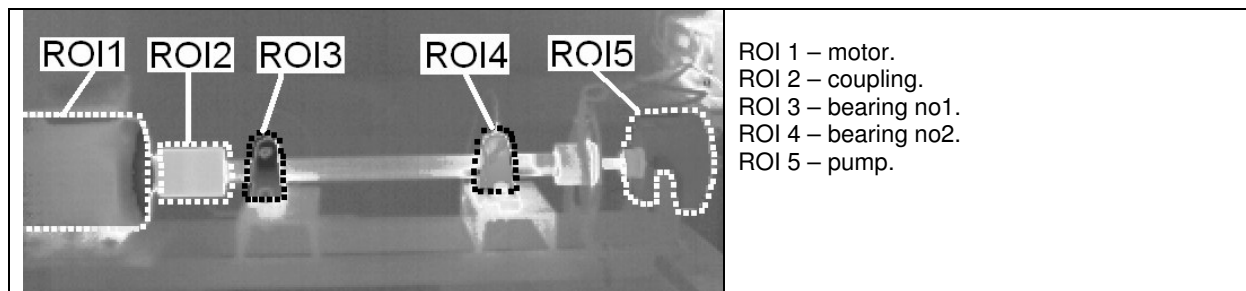 ROI1 ROI2 ROI3 ROI4 ROI5
ROI 1 – motor.
ROI 2 – coupling.
ROI 3 – bearing no1.
ROI 4 – bearing no2.
ROI 5 – pump.